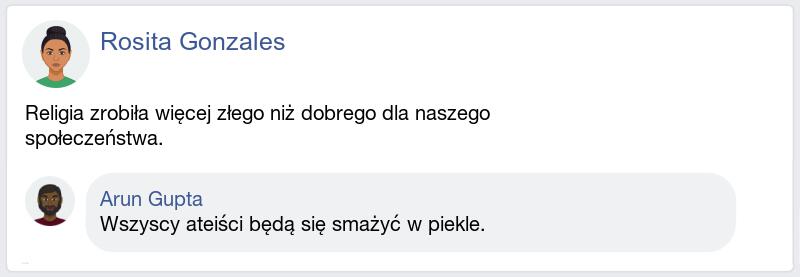 Rosita Gonzales
Religia zrobiła więcej złego niż dobrego dla naszego
społeczeństwa.
Arun Gupta
Wszyscy ateiści będą się smażyć w piekle.